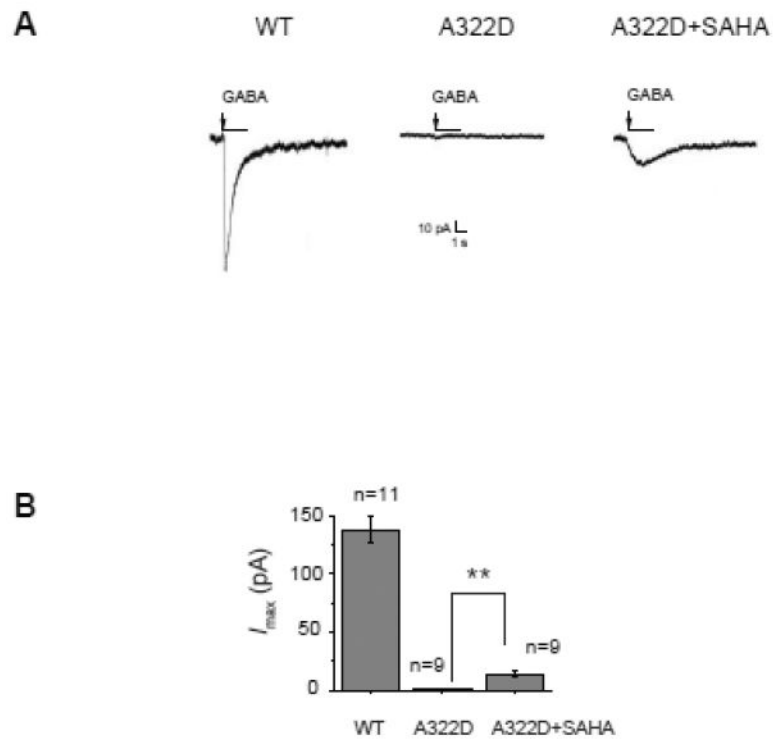 A
WT A322D A322D+SAHA
GABA GABA GABA
10 pA
1 s
B
n=11
150
100
50
0
I max (pA)
**
n=9 n=9
WT A322D A322D+SAHA